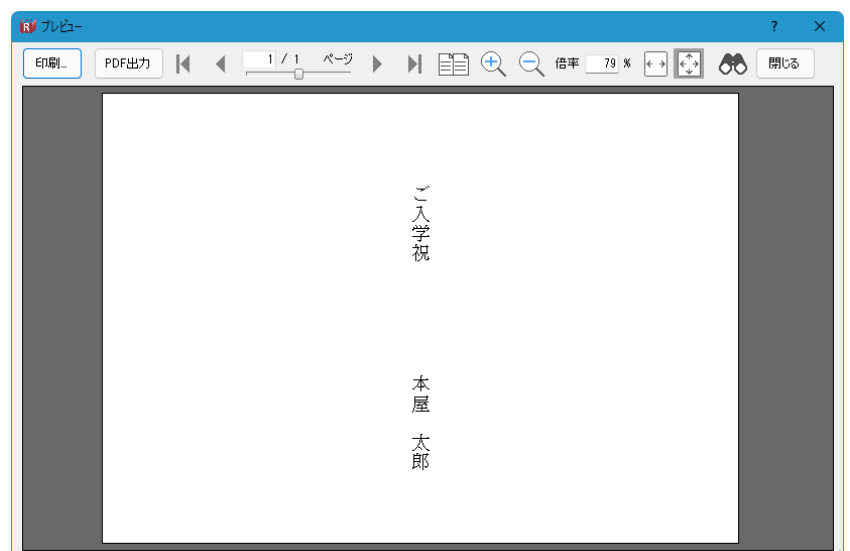 プレビュー
?
印刷...
PDF出力
1 / 1 ページ
倍率 79 %
閉じる
ご入学祝
本屋 太郎